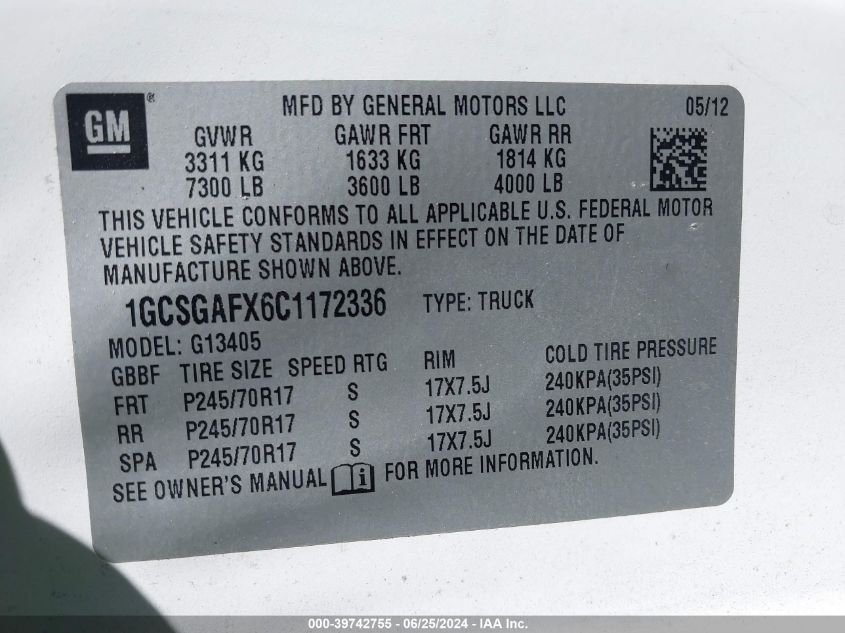 GM ® MFD BY GENERAL MOTORS LLC 05/12
GVWR GAWR FRT GAWR RR
3311 KG 1633 KG 1814 KG
7300 LB 3600 LB 4000 LB
THIS VEHICLE CONFORMS TO ALL APPLICABLE U.S. FEDERAL MOTOR
VEHICLE SAFETY STANDARDS IN EFFECT ON THE DATE OF
MANUFACTURE SHOWN ABOVE.
1GCSGAFX6C1172336 TYPE: TRUCK
MODEL: G13405
GBBF TIRE SIZE SPEED RTG RIM COLD TIRE PRESSURE
FRT P245/70R17 S 17X7.5J 240KPA(35PSI)
RR P245/70R17 S 17X7.5J 240KPA(35PSI)
SPA P245/70R17 S 17X7.5J 240KPA(35PSI)
SEE OWNER'S MANUAL i FOR MORE INFORMATION.
000-39742755 - 06/25/2024 - IAA Inc.